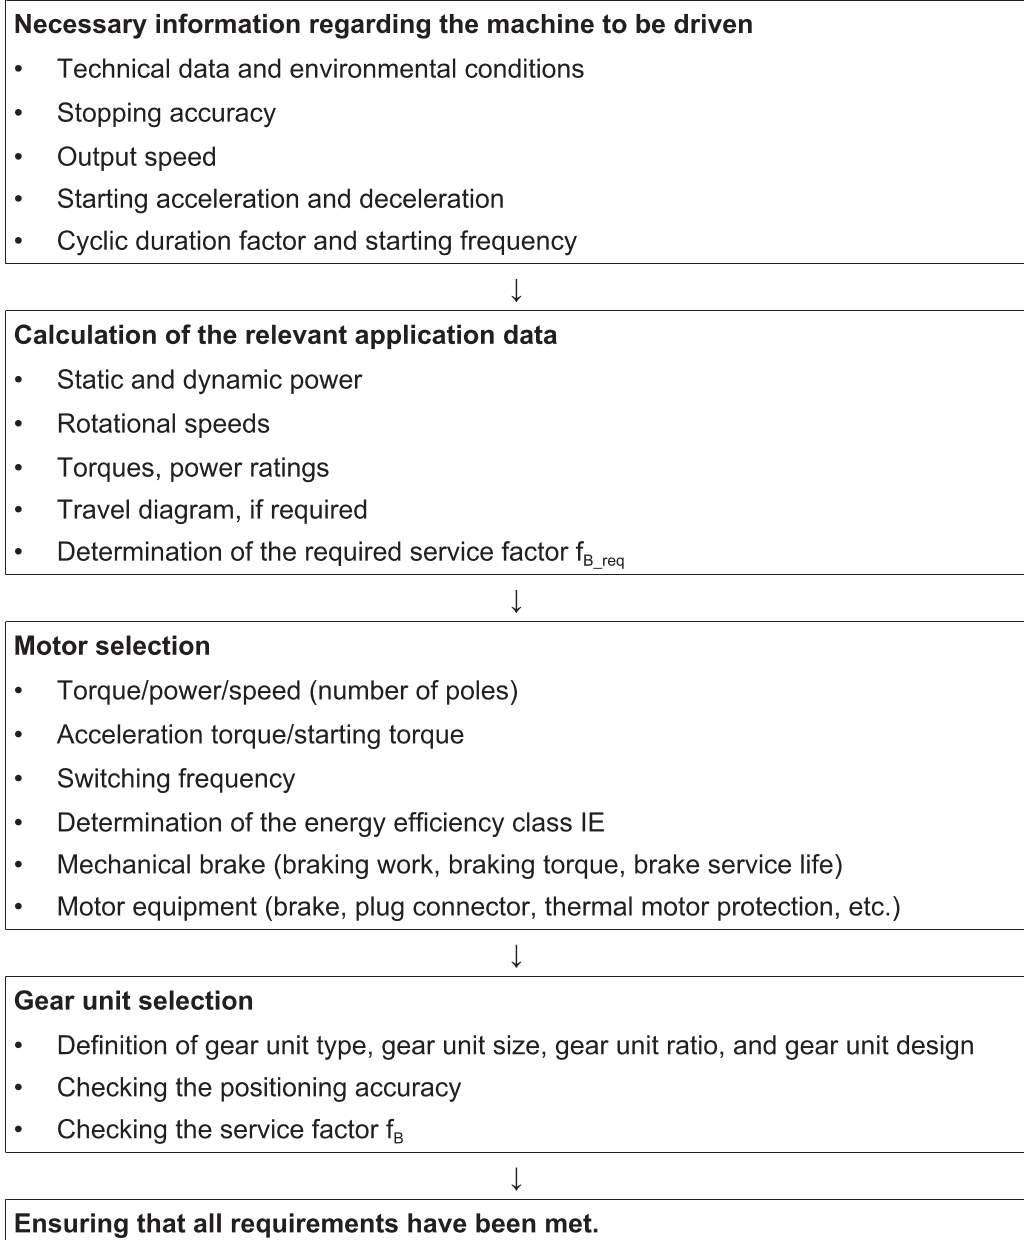 Necessary information regarding the machine to be driven
• Technical data and environmental conditions
• Stopping accuracy
• Output speed
• Starting acceleration and deceleration
• Cyclic duration factor and starting frequency
↓
Calculation of the relevant application data
• Static and dynamic power
• Rotational speeds
• Torques, power ratings
• Travel diagram, if required
• Determination of the required service factor fB_req
↓
Motor selection
• Torque/power/speed (number of poles)
• Acceleration torque/starting torque
• Switching frequency
• Determination of the energy efficiency class IE
• Mechanical brake (braking work, braking torque, brake service life)
• Motor equipment (brake, plug connector, thermal motor protection, etc.)
↓
Gear unit selection
• Definition of gear unit type, gear unit size, gear unit ratio, and gear unit design
• Checking the positioning accuracy
• Checking the service factor fB
↓
Ensuring that all requirements have been met.